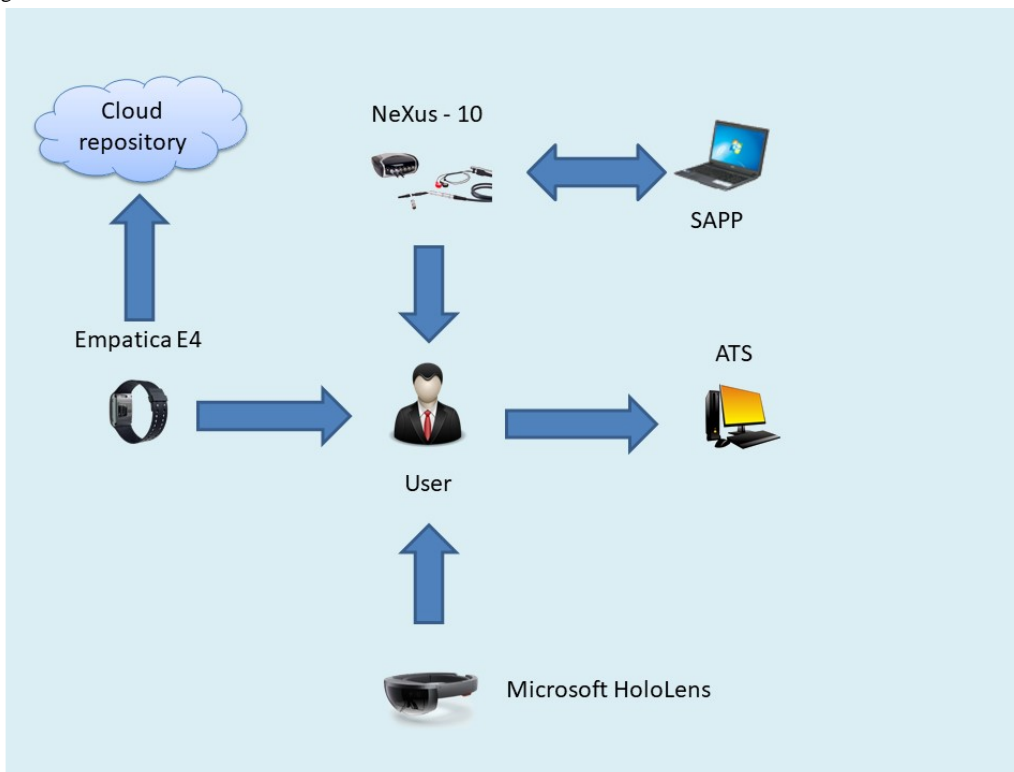 Cloud
repository
NeXus - 10
SAPP
Empatica E4
ATS
User
Microsoft HoloLens